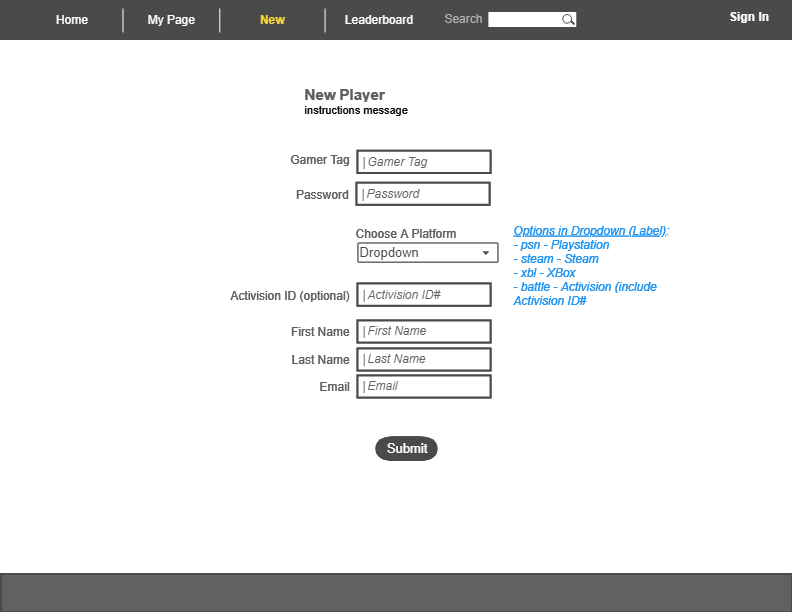 Home My Page New Leaderboard Search Sign In
New Player
instructions message
Gamer Tag |Gamer Tag
Password |Password
Choose A Platform
Dropdown
Options in Dropdown (Label):
- psn - Playstation
- steam - Steam
- xbl - XBox
- battle - Activision (include
Activision ID#
Activision ID (optional) |Activision ID#
First Name |First Name
Last Name |Last Name
Email |Email
Submit